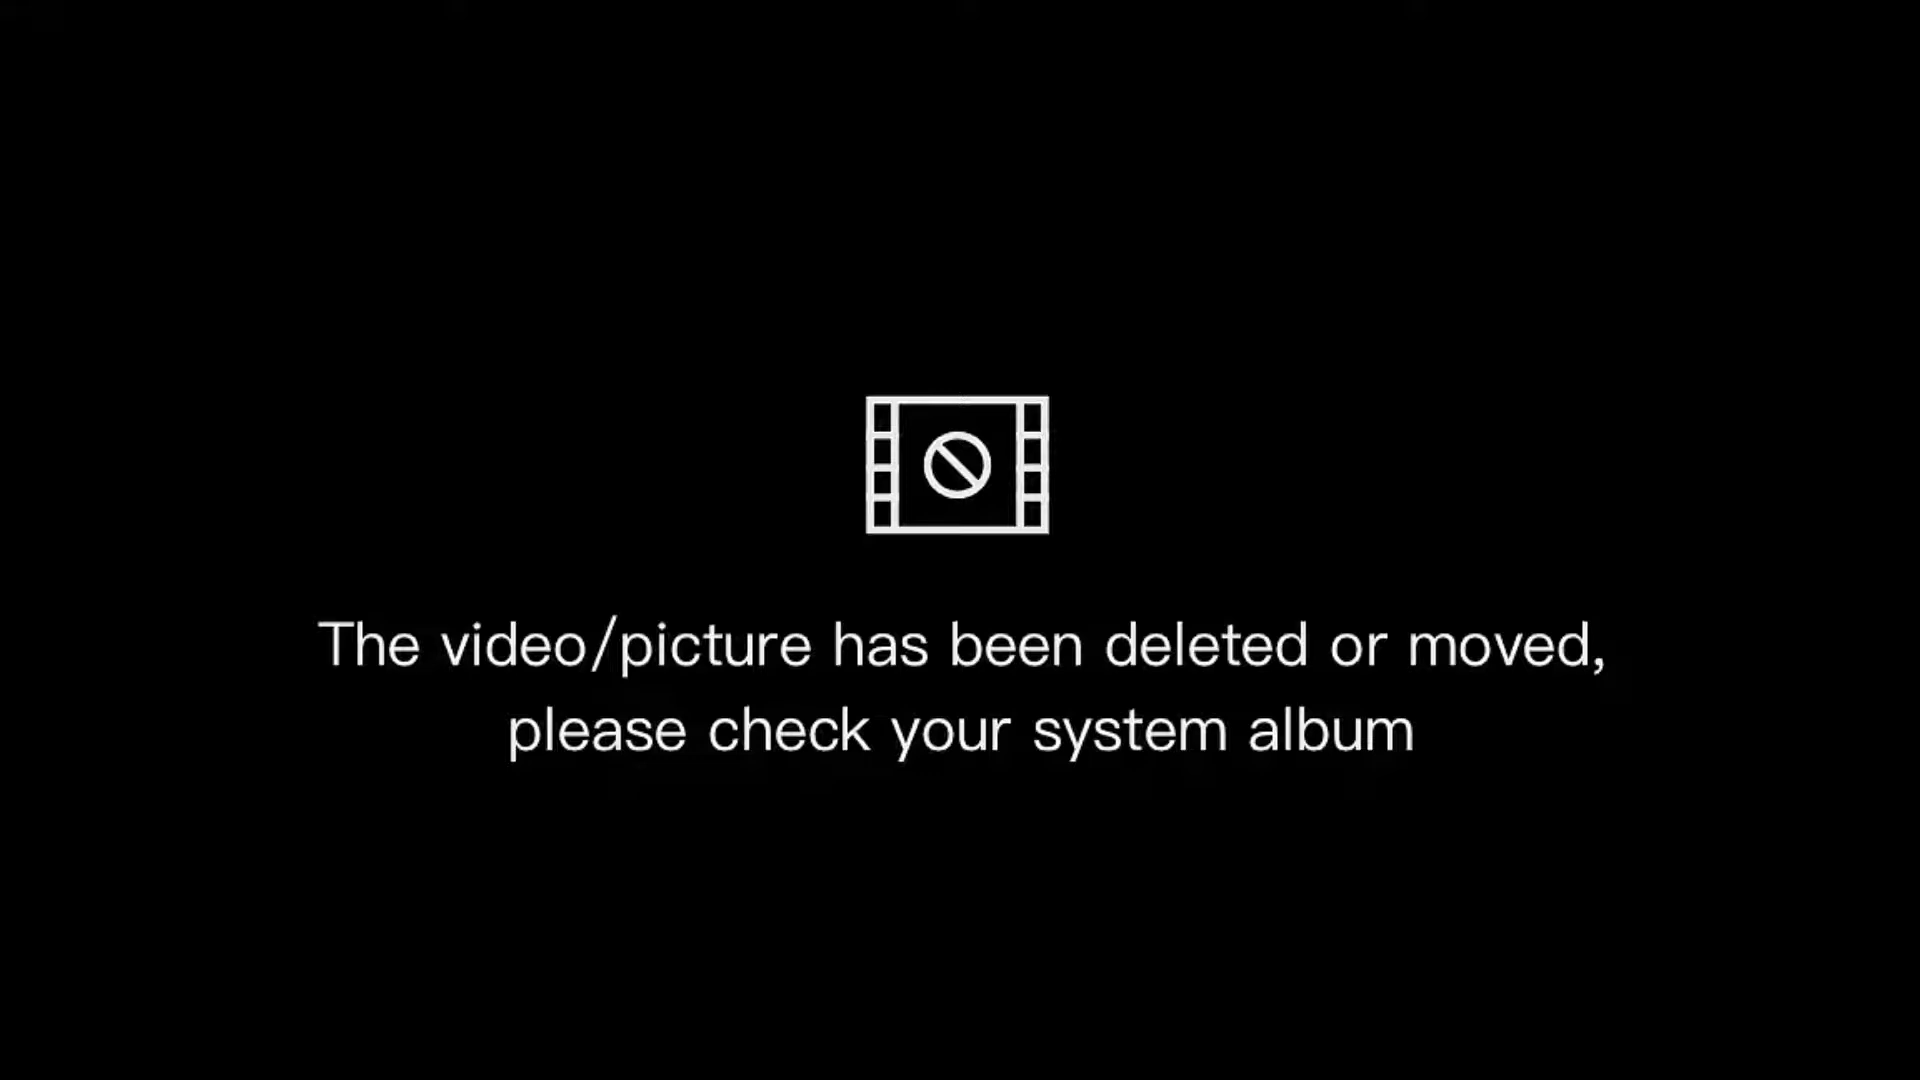 The video/picture has been deleted or moved,
please check your system album